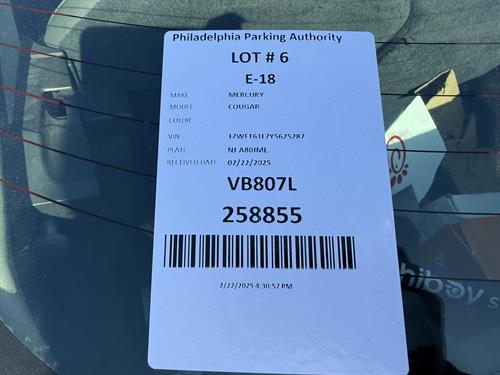 Philadelphia Parking Authority
LOT # 6
E-18
MAKE MERCURY
MODEL COUGAR
COLOR
VIN: 1ZWFT61L7Y5625287
PLATE NJ A80JML
RECEIVED DATE 02/22/2025
VB807L
258855
2/22/2025 4:30:57 PM